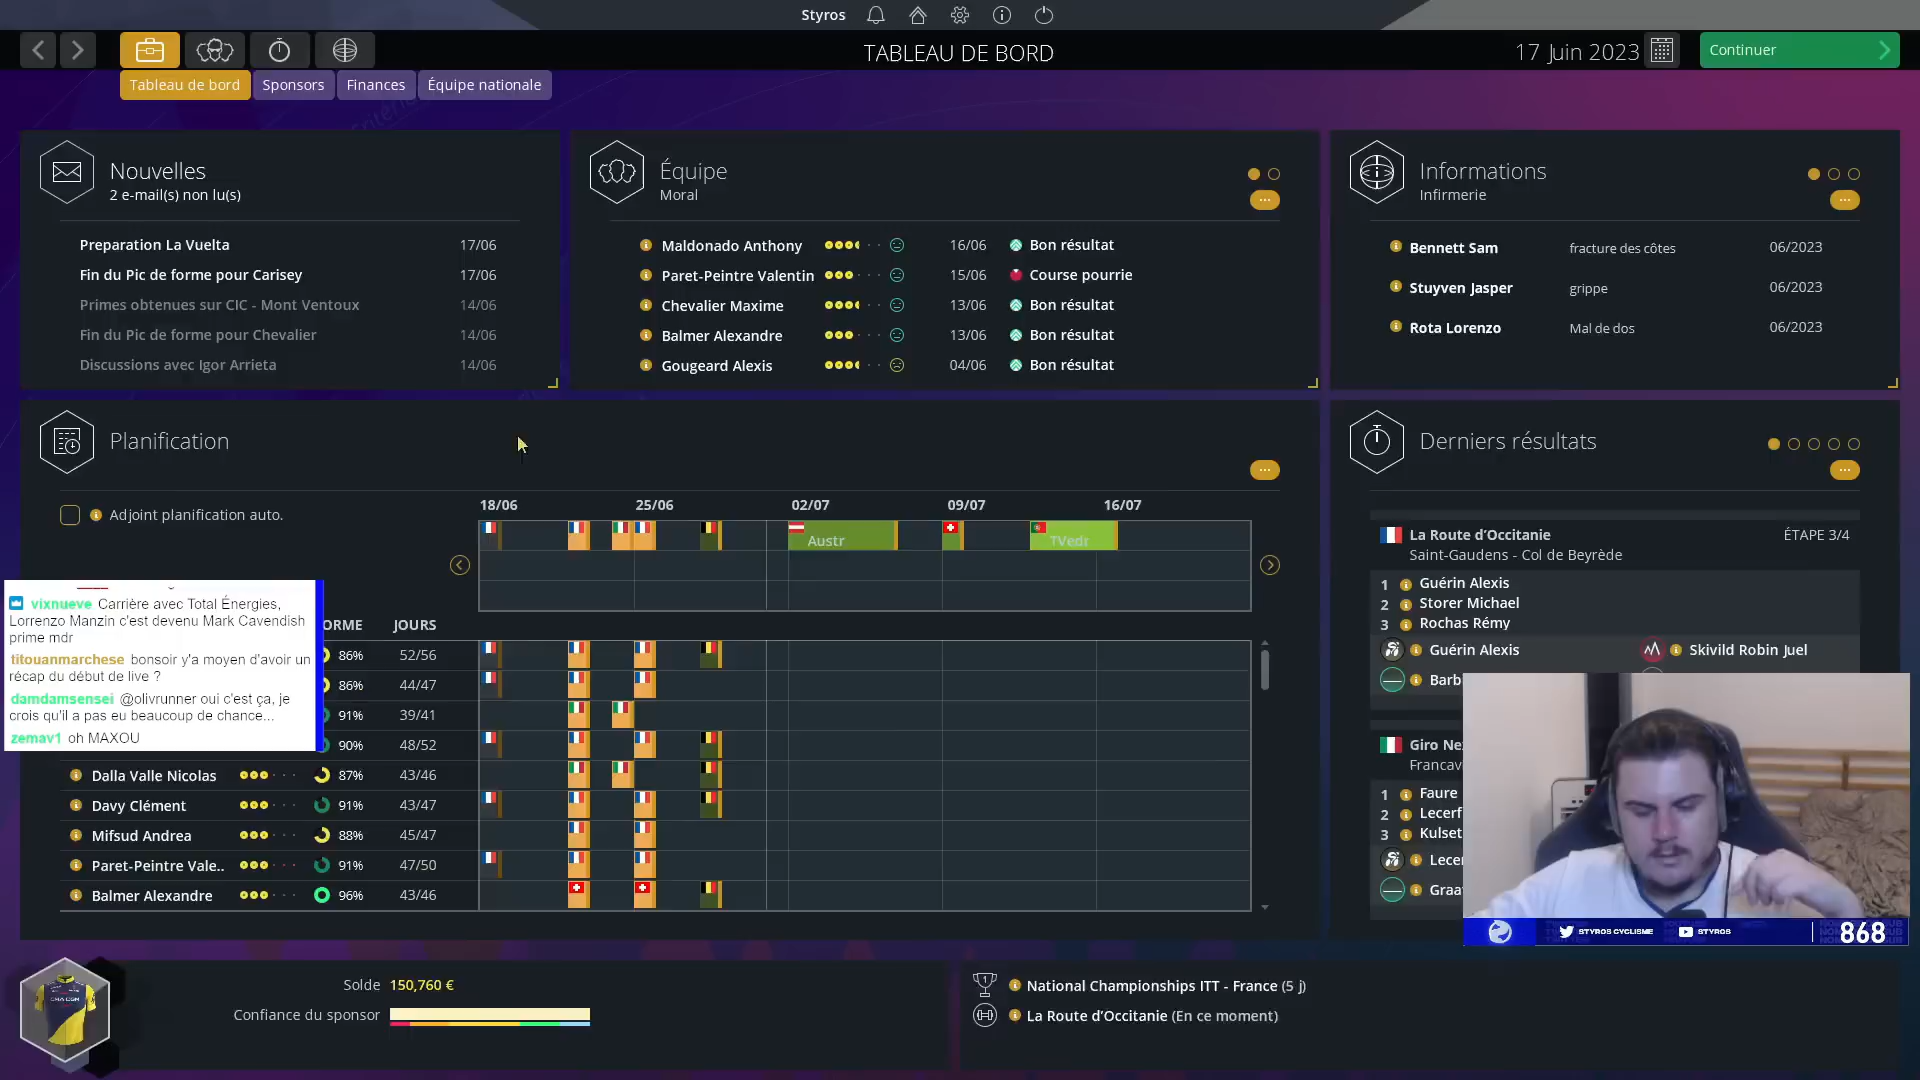 Styros
TABLEAU DE BORD
17 Juin 2023
Continuer
Tableau de bord
Sponsors
Finances
Équipe nationale
Nouvelles
2 e-mail(s) non lu(s)
Preparation La Vuelta 17/06
Fin du Pic de forme pour Carisey 17/06
Primes obtenues sur CIC - Mont Ventoux 14/06
Fin du Pic de forme pour Chevalier 14/06
Discussions avec Igor Arrieta 14/06
Équipe
Moral
Maldonado Anthony 16/06 Bon résultat
Paret-Peintre Valentin 15/06 Course pourrie
Chevalier Maxime 13/06 Bon résultat
Balmer Alexandre 13/06 Bon résultat
Gougeard Alexis 04/06 Bon résultat
Informations
Infirmerie
Bennett Sam fracture des côtes 06/2023
Stuyven Jasper grippe 06/2023
Rota Lorenzo Mal de dos 06/2023
Planification
Adjoint planification auto.
18/06 25/06 02/07 09/07 16/07
Austr
TVedr
ORME JOURS
86% 52/56
86% 44/47
91% 39/41
90% 48/52
Dalla Valle Nicolas 87% 43/46
Davy Clément 91% 43/47
Mifsud Andrea 88% 45/47
Paret-Peintre Vale.. 91% 47/50
Balmer Alexandre 96% 43/46
vixnueve Carrière avec Total Énergies,
Lorenzo Manzin c'est devenu Mark Cavendish
prime mdr
titouanmarchese bonsoir y'a moyen d'avoir un
récap du début de live ?
damdamsensei @olivrunner oui c'est ça, je
crois qu'il a pas eu beaucoup de chance...
zemav1 oh MAXOU
Derniers résultats
La Route d'Occitanie ÉTAPE 3/4
Saint-Gaudens - Col de Beyrède
1 Guérin Alexis
2 Storer Michael
3 Rochas Rémy
Guérin Alexis Skivild Robin Juel
Barb
Giro Ne
Francav
1 Faure
2 Lecerf
3 Kulset
Lecer
Graa
STYROS CYCLISME STYROS 868
CMA CGM
Solde 150,760 €
Confiance du sponsor
National Championships ITT - France (5 j)
La Route d'Occitanie (En ce moment)